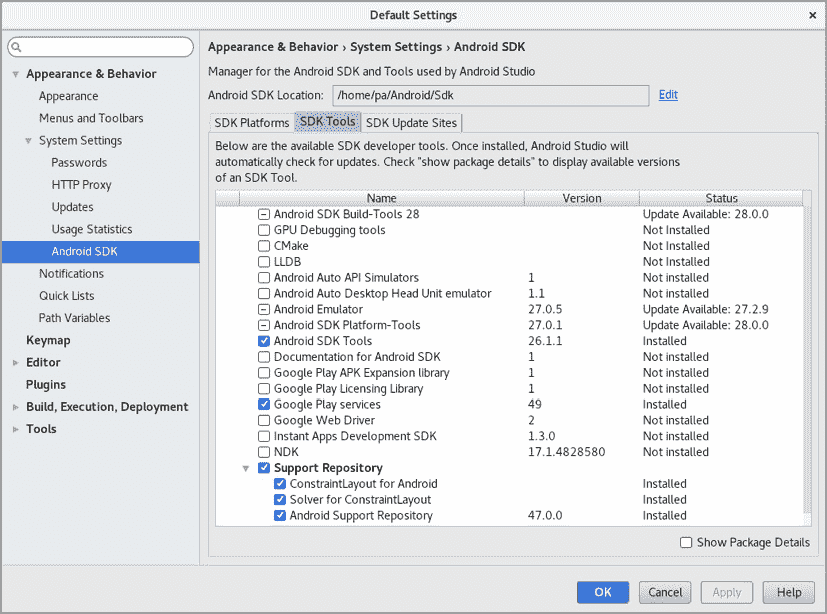 Default Settings
Appearance & Behavior
Appearance
Menus and Toolbars
System Settings
Passwords
HTTP Proxy
Updates
Usage Statistics
Android SDK
Notifications
Quick Lists
Path Variables
Keymap
Editor
Plugins
Build, Execution, Deployment
Tools
Appearance & Behavior › System Settings › Android SDK
Manager for the Android SDK and Tools used by Android Studio
Android SDK Location: /home/pa/Android/Sdk Edit
SDK Platforms SDK Tools SDK Update Sites
Below are the available SDK developer tools. Once installed, Android Studio will
automatically check for updates. Check "show package details" to display available versions
of an SDK Tool.
Name Version Status
Android SDK Build-Tools 28 Update Available: 28.0.0
GPU Debugging tools Not Installed
CMake Not Installed
LLDB Not Installed
Android Auto API Simulators 1 Not installed
Android Auto Desktop Head Unit emulator 1.1 Not installed
Android Emulator 27.0.5 Update Available: 27.2.9
Android SDK Platform-Tools 27.0.1 Update Available: 28.0.0
Android SDK Tools 26.1.1 Installed
Documentation for Android SDK 1 Not installed
Google Play APK Expansion library 1 Not installed
Google Play Licensing Library 1 Not installed
Google Play services 49 Installed
Google Web Driver 2 Not installed
Instant Apps Development SDK 1.3.0 Not installed
NDK 17.1.4828580 Not installed
Support Repository
ConstraintLayout for Android Installed
Solver for ConstraintLayout Installed
Android Support Repository 47.0.0 Installed
Show Package Details
OK Cancel Apply Help